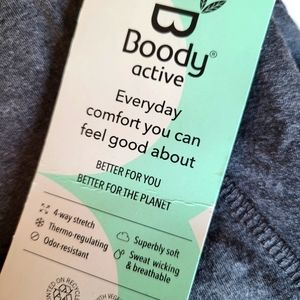 B
Boody®
active
Everyday
comfort you can
feel good about
BETTER FOR YOU
BETTER FOR THE PLANET
4-way stretch
Superbly soft
Thermo-regulating
Sweat wicking
& breathable
Odor-resistant